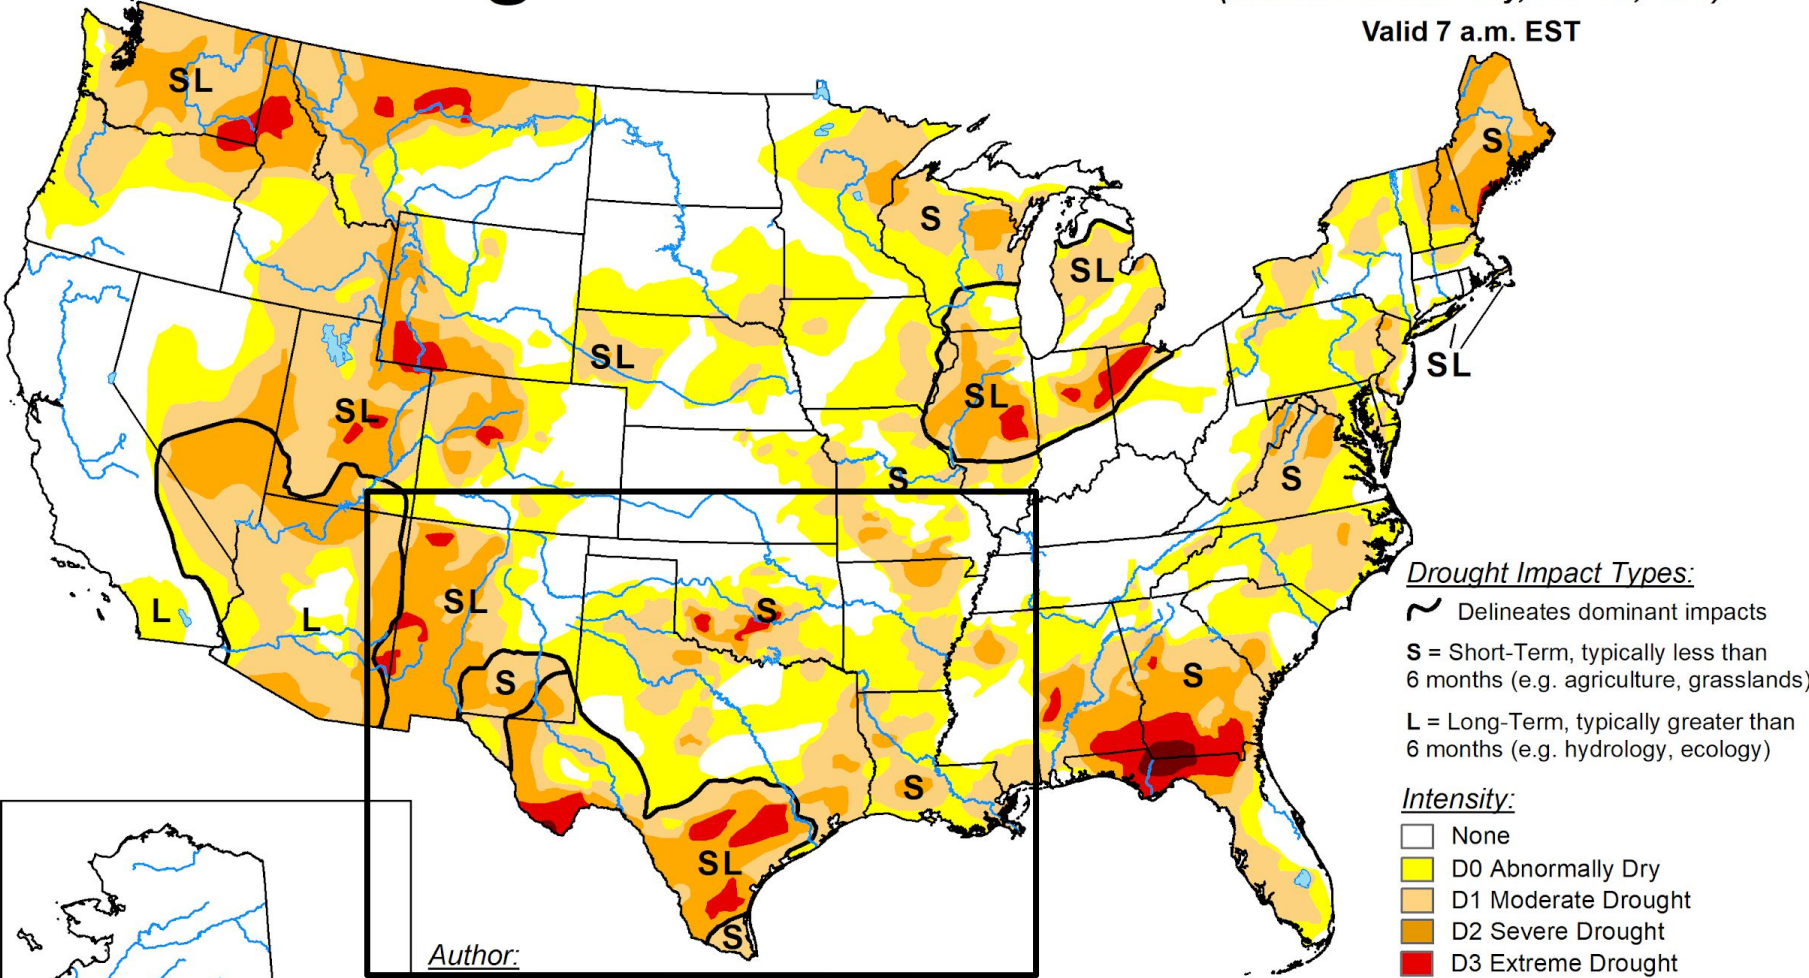 Valid 7 a.m. EST
SL
S
S
SL
SL
SL
SL
SL
S
S
L
L
SL
S
S
S
S
SL
S
Author:
Drought Impact Types:
Delineates dominant impacts
S = Short-Term, typically less than
6 months (e.g. agriculture, grasslands)
L = Long-Term, typically greater than
6 months (e.g. hydrology, ecology)
Intensity:
None
D0 Abnormally Dry
D1 Moderate Drought
D2 Severe Drought
D3 Extreme Drought